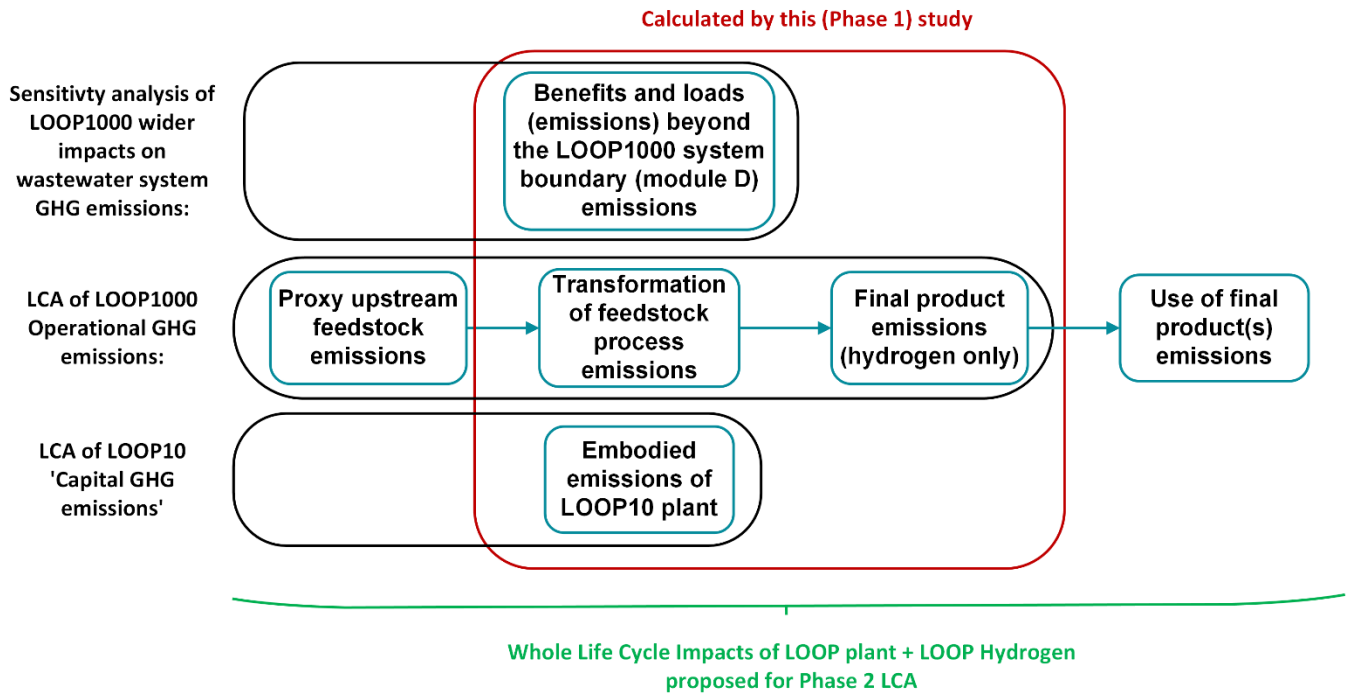 Calculated by this (Phase 1) study
Sensitivty analysis of
LOOP1000 wider
impacts on
wastewater system
GHG emissions:
Benefits and loads
(emissions) beyond
the LOOP1000 system
boundary (module D)
emissions
LCA of LOOP1000
Operational GHG
emissions:
Proxy upstream
feedstock
emissions
Transformation
of feedstock
process
emissions
Final product
emissions
(hydrogen only)
Use of final
product(s)
emissions
LCA of LOOP10
'Capital GHG
emissions'
Embodied
emissions of
LOOP10 plant
Whole Life Cycle Impacts of LOOP plant + LOOP Hydrogen
proposed for Phase 2 LCA